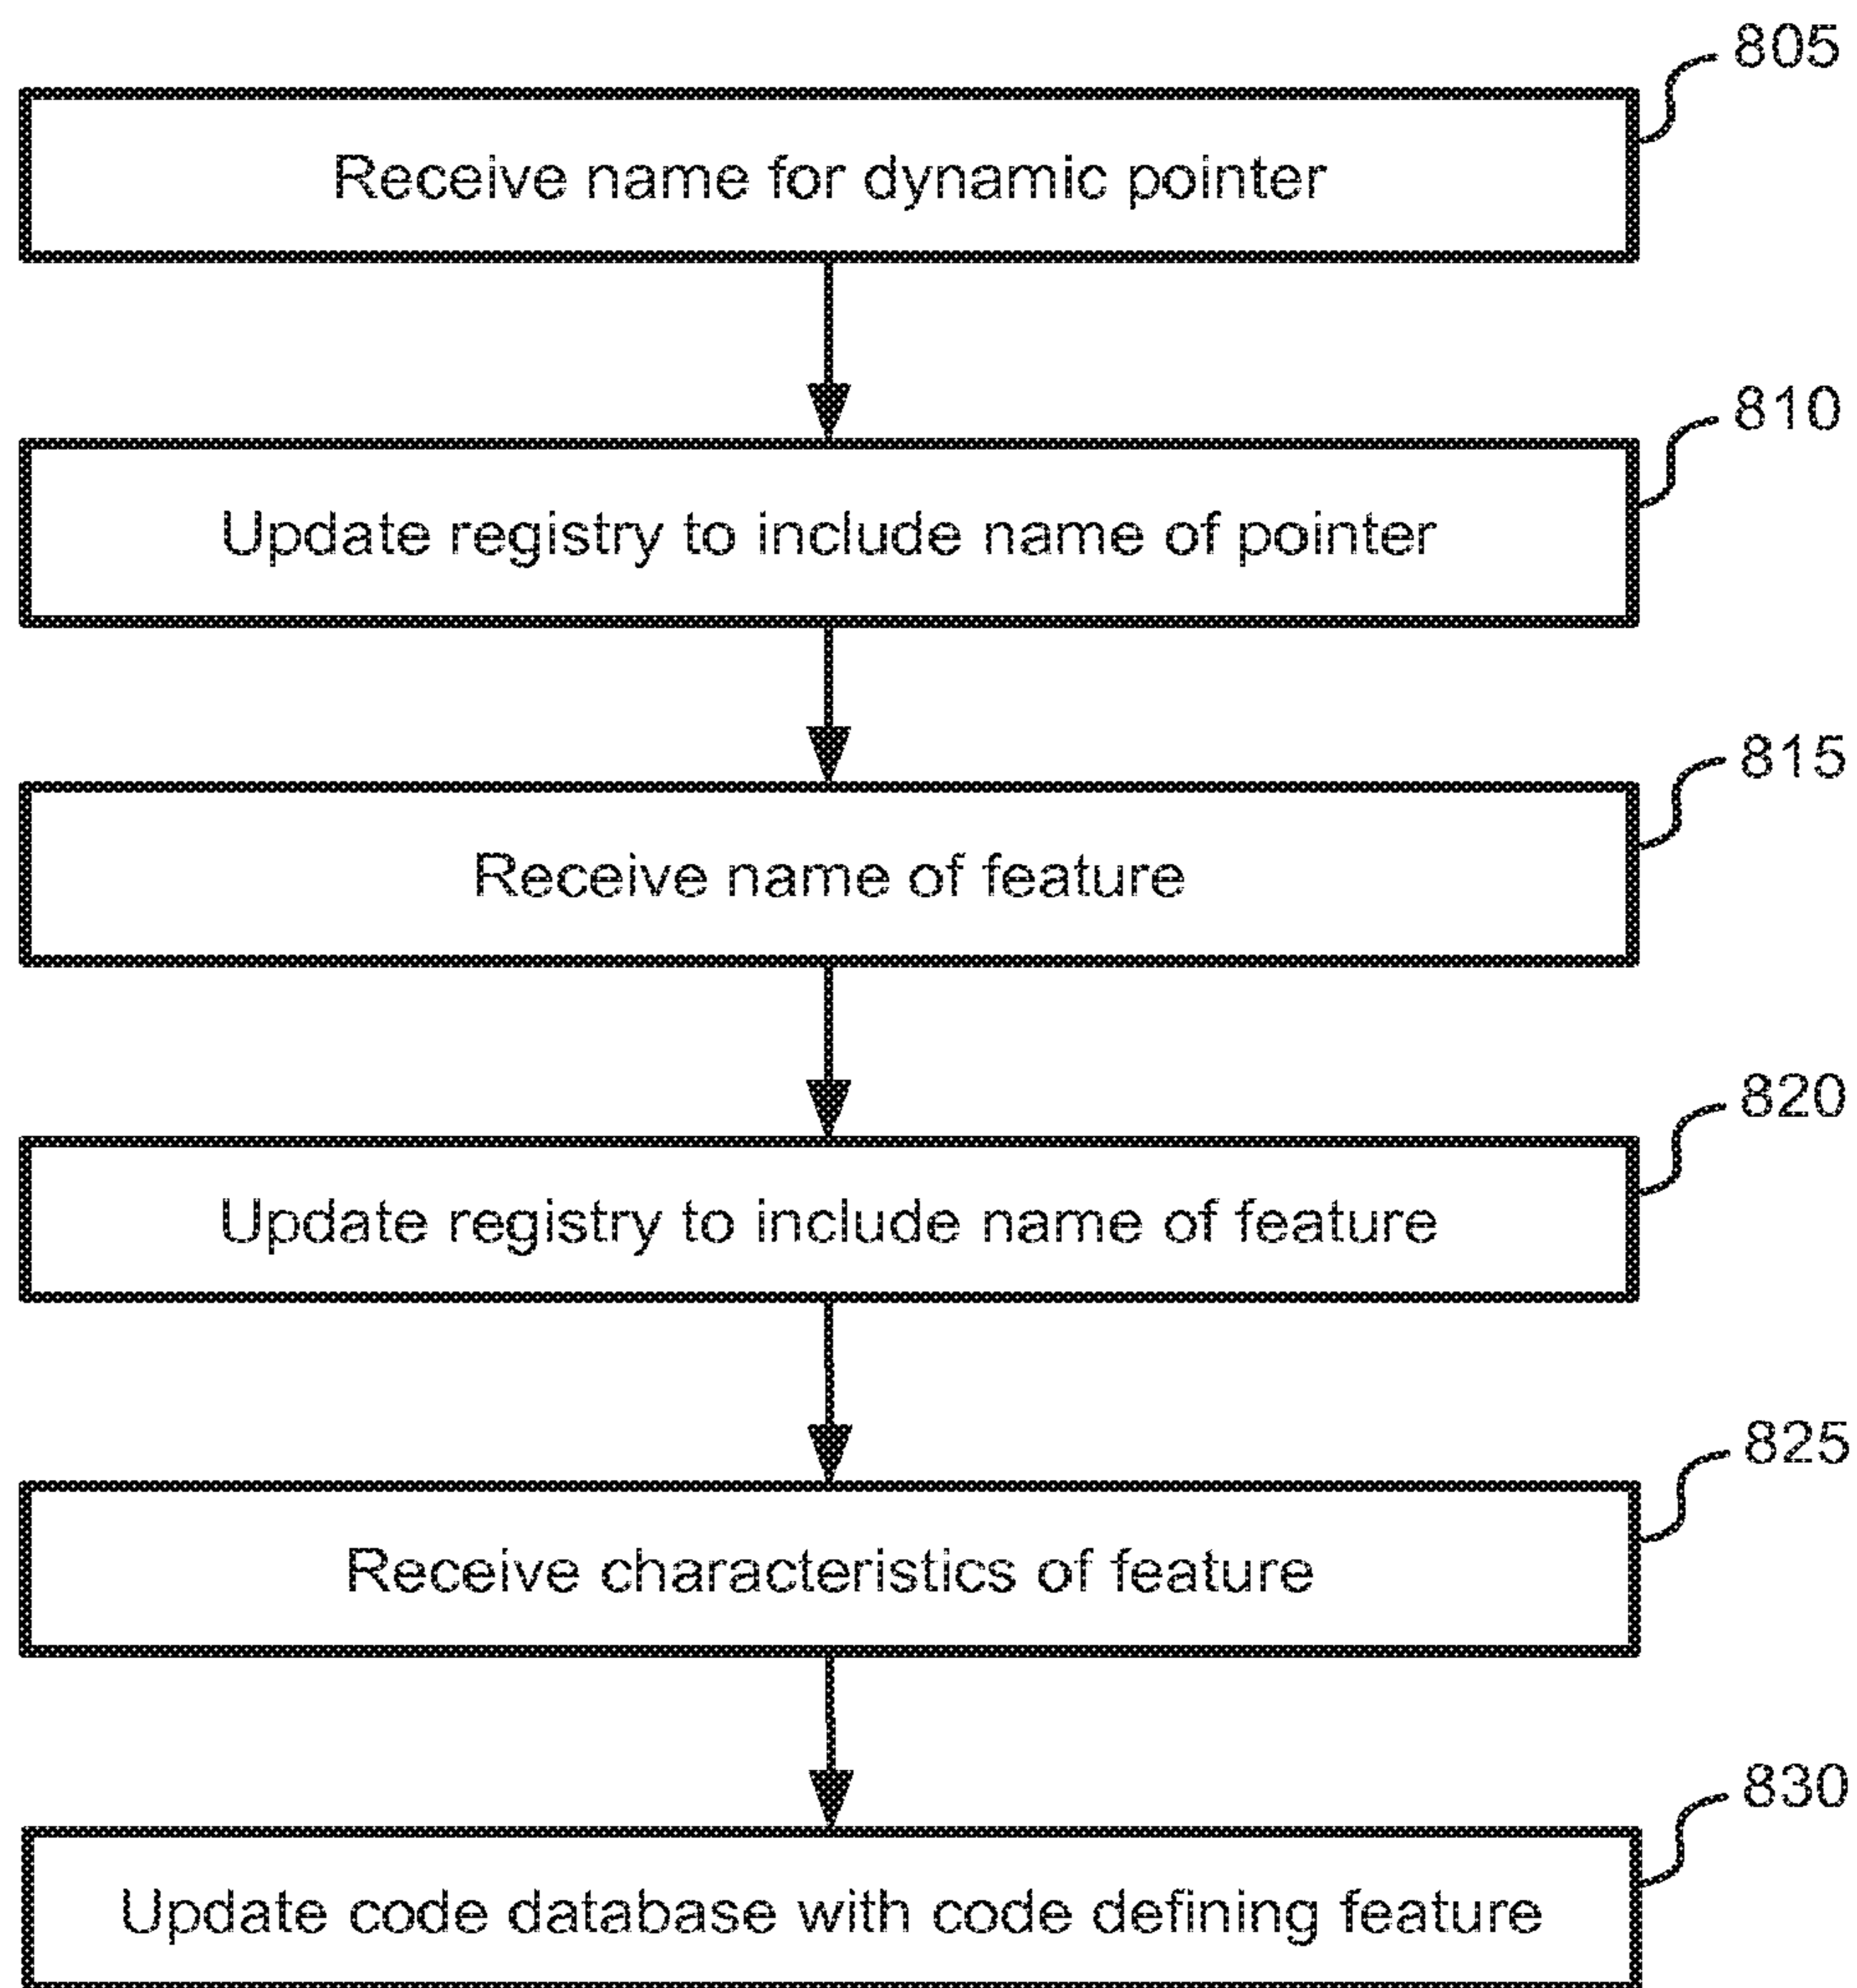 805
Receive name for dynamic pointer
810
Update registry to include name of pointer
815
Receive name of feature
820
Update registry to include name of feature
825
Receive characteristics of feature
830
Update code database with code defining feature